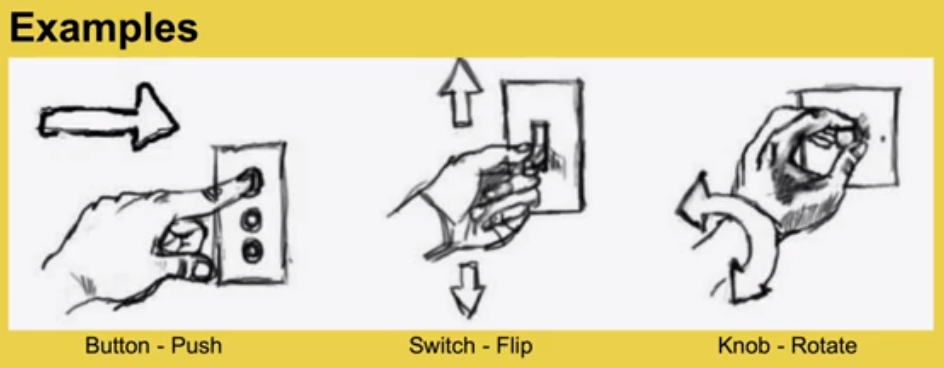 Examples
Button - Push
Switch - Flip
Knob - Rotate